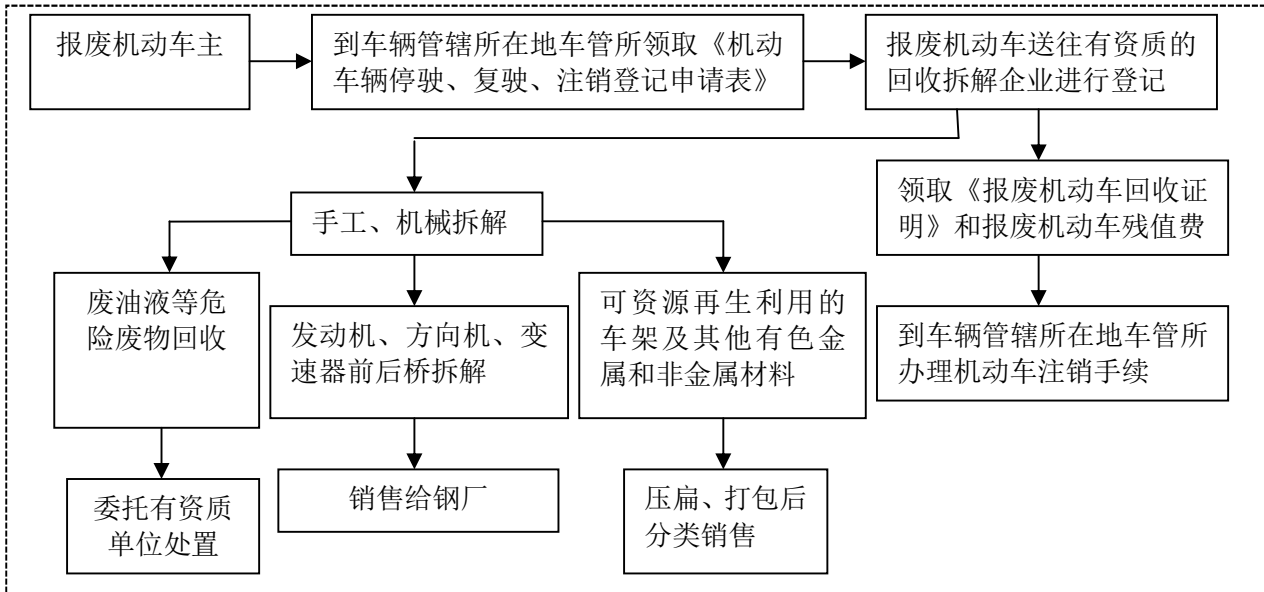 报废机动车主
到车辆管辖所在地车管所领取《机动
车辆停驶、复驶、注销登记申请表》
报废机动车送往有资质的
回收拆解企业进行登记
手工、机械拆解
领取《报废机动车回收证
明》和报废机动车残值费
废油液等危
险废物回收
发动机、方向机、变
速器前后桥拆解
可资源再生利用的
车架及其他有色金
属和非金属材料
到车辆管辖所在地车管所
办理机动车注销手续
委托有资质
单位处置
销售给钢厂
压扁、打包后
分类销售